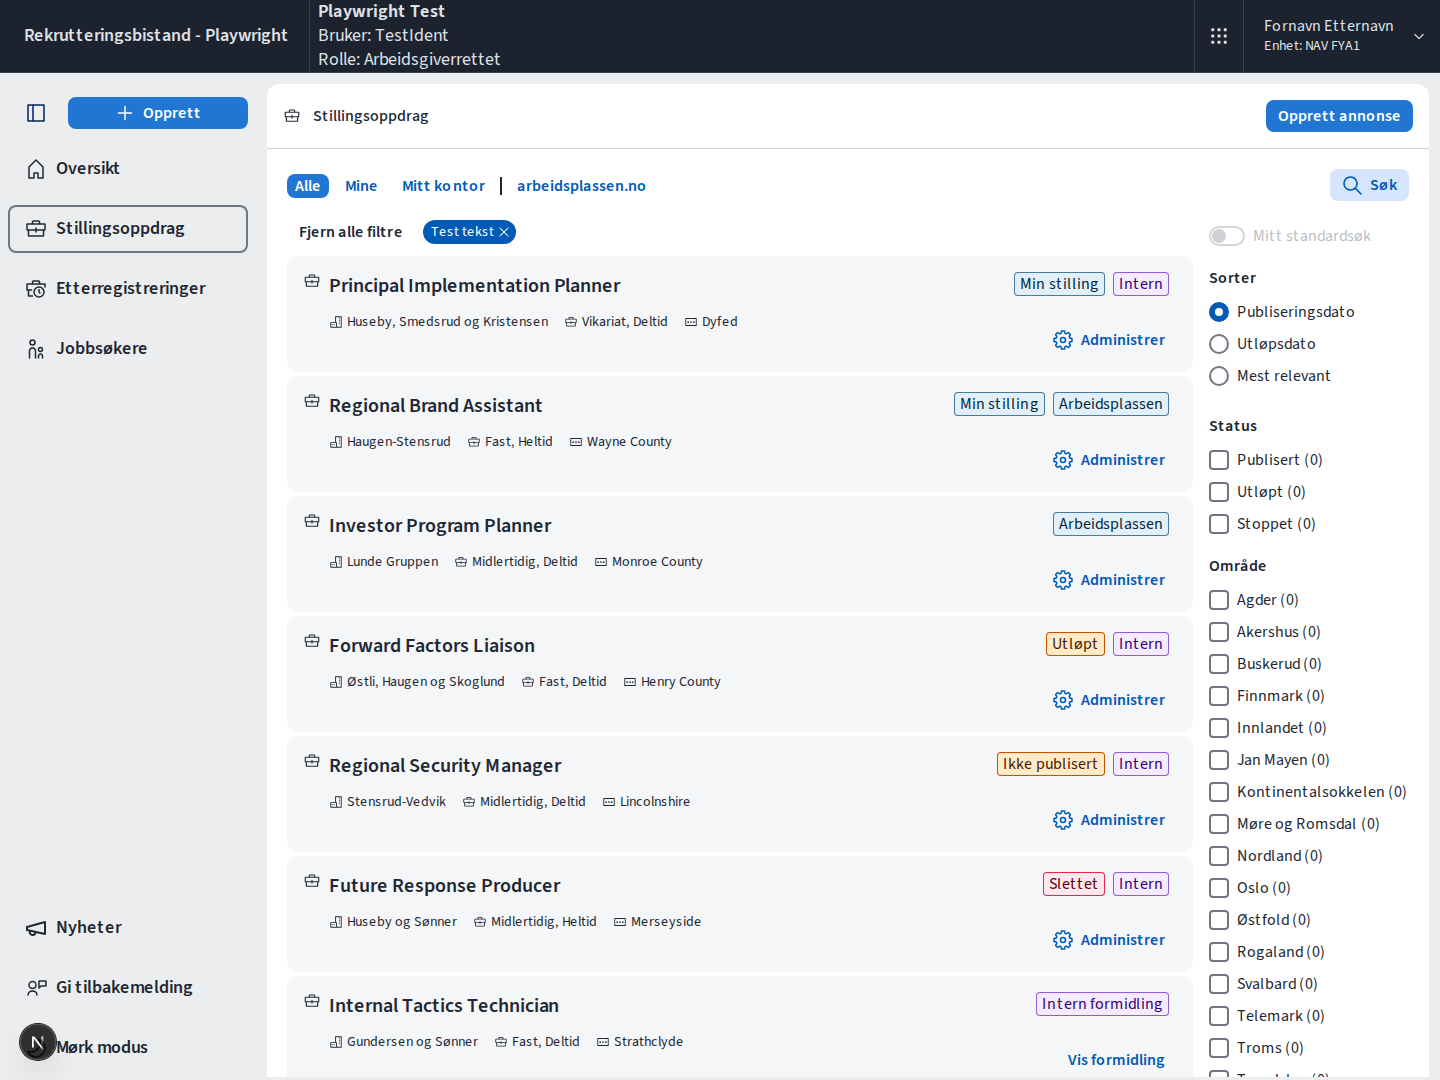 Rekrutteringsbistand - Playwright
Playwright Test
Bruker: TestIdent
Rolle: Arbeidsgiverrettet
Fornavn Etternavn
Enhet: NAV FYA1
Opprett
Oversikt
Stillingsoppdrag
Etterregistreringer
Jobbsøkere
Nyheter
Gi tilbakemelding
N
Mørk modus
Stillingsoppdrag
Opprett annonse
Alle Mine Mitt kontor arbeidsplassen.no
Søk
Fjern alle filtre Test tekst
Principal Implementation Planner Min stilling Intern
Huseby, Smedsrud og Kristensen Vikariat, Deltid Dyfed
Administrer
Regional Brand Assistant Min stilling Arbeidsplassen
Haugen-Stensrud Fast, Heltid Wayne County
Administrer
Investor Program Planner Arbeidsplassen
Lunde Gruppen Midlertidig, Deltid Monroe County
Administrer
Forward Factors Liaison Utløpt Intern
Østli, Haugen og Skoglund Fast, Deltid Henry County
Administrer
Regional Security Manager Ikke publisert Intern
Stensrud-Vedvik Midlertidig, Deltid Lincolnshire
Administrer
Future Response Producer Slettet Intern
Huseby og Sønner Midlertidig, Heltid Merseyside
Administrer
Internal Tactics Technician Intern formidling
Gundersen og Sønner Fast, Deltid Strathclyde
Vis formidling
Mitt standardsøk
Sorter
Publiseringsdato
Utløpsdato
Mest relevant
Status
Publisert (0)
Utløpt (0)
Stoppet (0)
Område
Agder (0)
Akershus (0)
Buskerud (0)
Finnmark (0)
Innlandet (0)
Jan Mayen (0)
Kontinentalsokkelen (0)
Møre og Romsdal (0)
Nordland (0)
Oslo (0)
Østfold (0)
Rogaland (0)
Svalbard (0)
Telemark (0)
Troms (0)